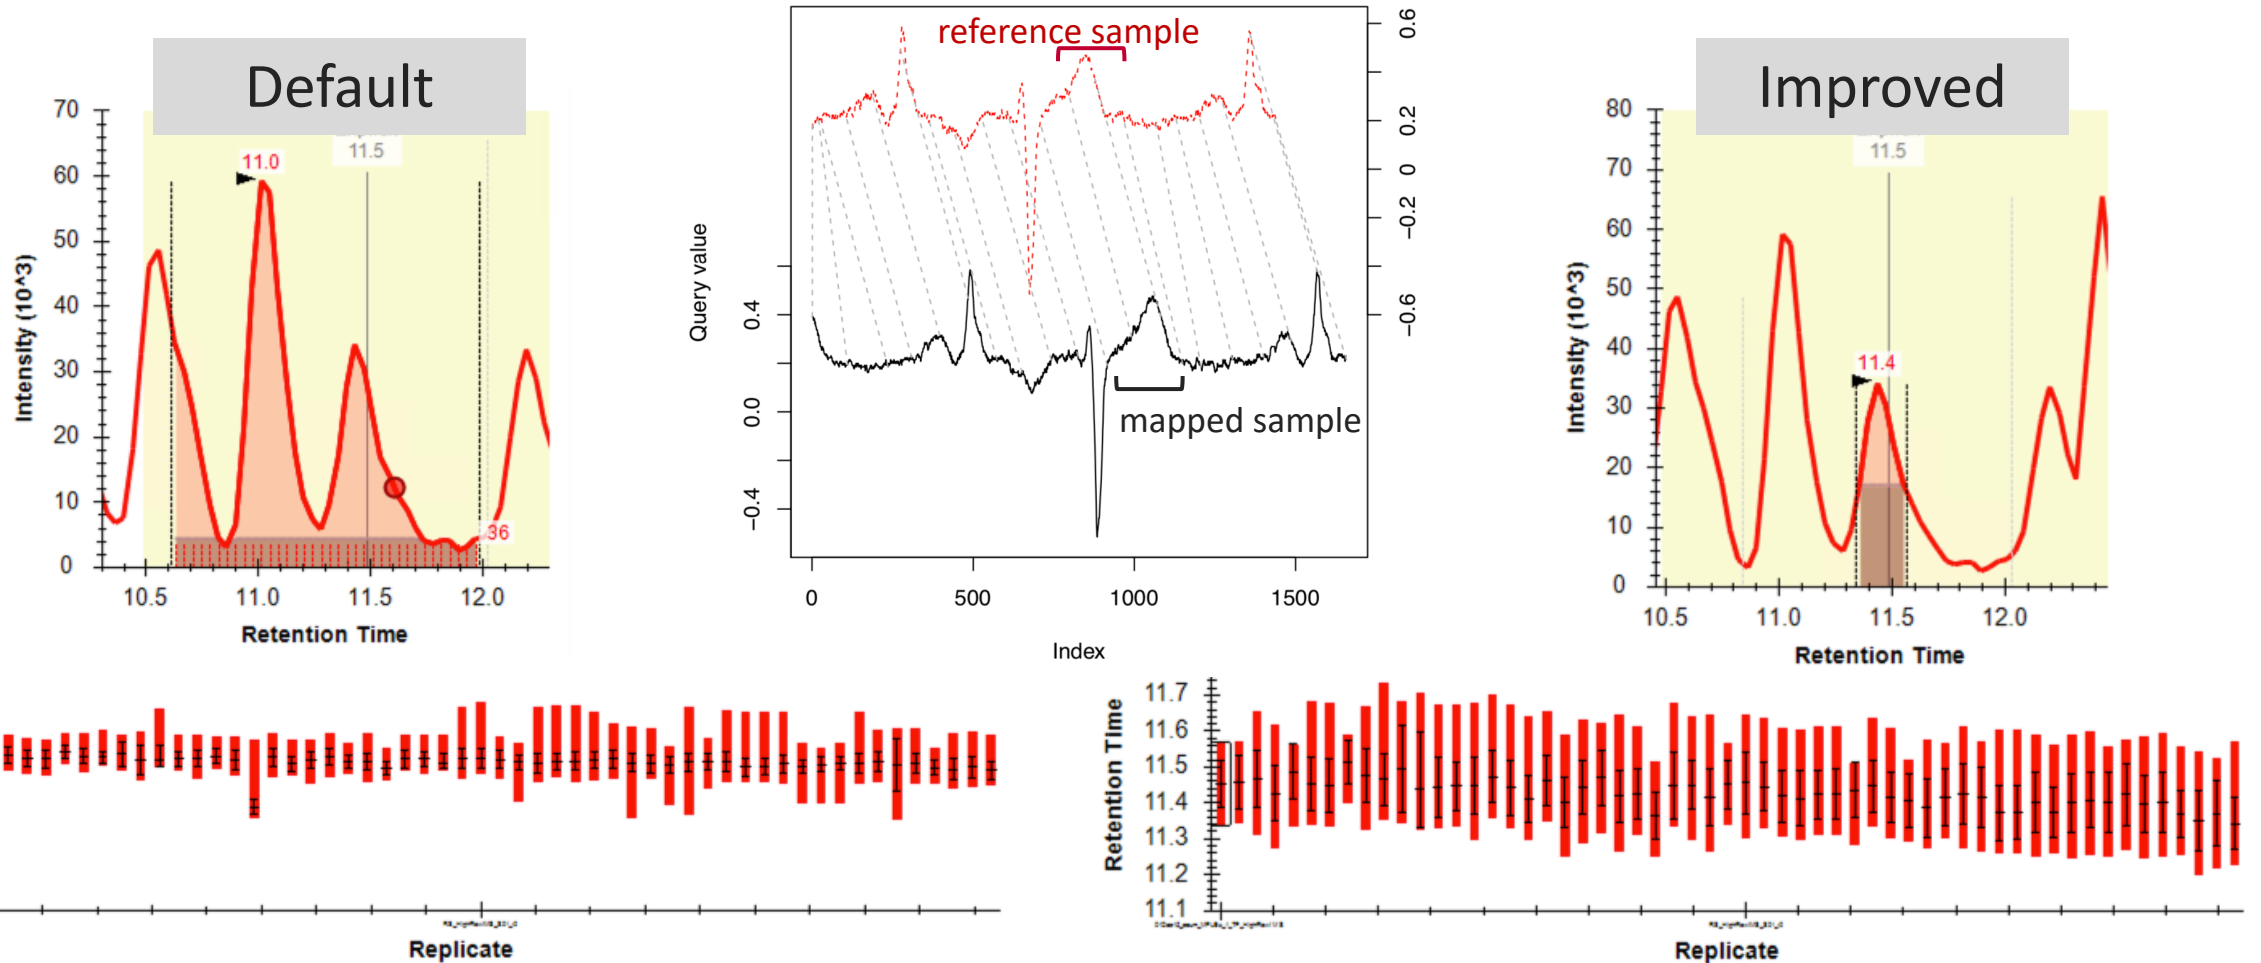 Default
70
60
50
40
30
20
10
0
Intensity (10^3)
11.0
11.5
36
10.5 11.0 11.5 12.0
Retention Time
reference sample
0.6
0.2
0
−0.2
−0.6
Query value
0.4
0.0
−0.4
mapped sample
0 500 1000 1500
Index
Improved
80
70
60
50
40
30
20
10
0
Intensity (10^3)
11.5
11.4
10.5 11.0 11.5 12.0
Retention Time
Replicate
Retention Time
11.7
11.6
11.5
11.4
11.3
11.2
11.1
Replicate